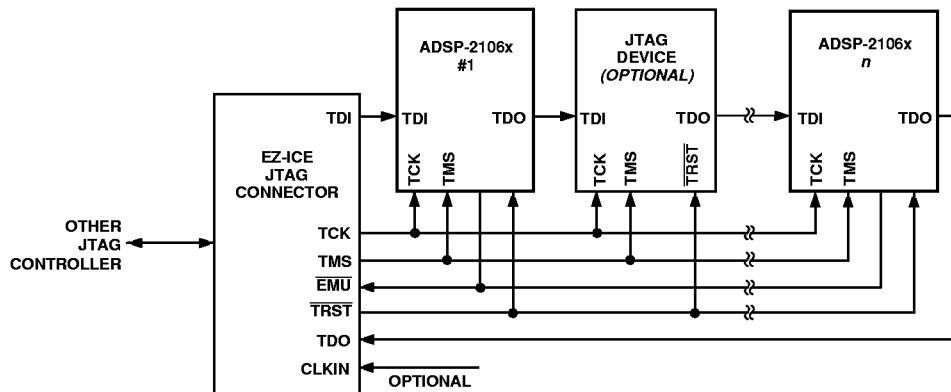 ADSP-2106x
#1
TDI
TDO
TCK
TMS
JTAG
DEVICE
(OPTIONAL)
TDI
TDO
TCK
TMS
TRST
ADSP-2106x
n
TDI
TDO
TCK
TMS
EZ-ICE
JTAG
CONNECTOR
TDI
TCK
TMS
EMU
TRST
TDO
CLKIN
OTHER
JTAG
CONTROLLER
OPTIONAL